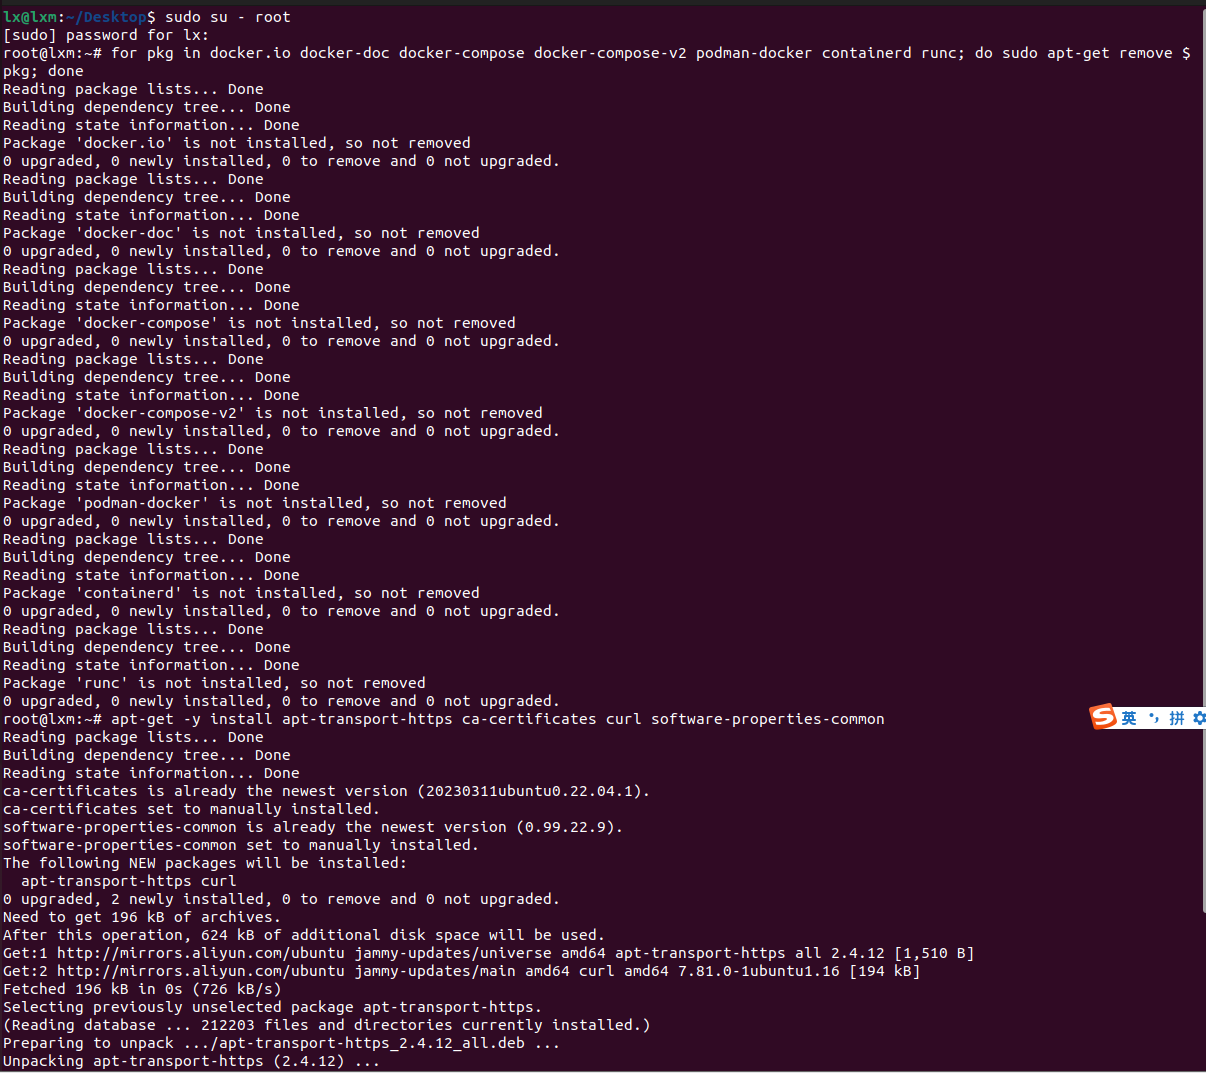 lx@lxm:~/Desktop$ sudo su - root
[sudo] password for lx:
root@lxm:~# for pkg in docker.io docker-doc docker-compose docker-compose-v2 podman-docker containerd runc; do sudo apt-get remove $
pkg; done
Reading package lists... Done
Building dependency tree... Done
Reading state information... Done
Package 'docker.io' is not installed, so not removed
0 upgraded, 0 newly installed, 0 to remove and 0 not upgraded.
Reading package lists... Done
Building dependency tree... Done
Reading state information... Done
Package 'docker-doc' is not installed, so not removed
0 upgraded, 0 newly installed, 0 to remove and 0 not upgraded.
Reading package lists... Done
Building dependency tree... Done
Reading state information... Done
Package 'docker-compose' is not installed, so not removed
0 upgraded, 0 newly installed, 0 to remove and 0 not upgraded.
Reading package lists... Done
Building dependency tree... Done
Reading state information... Done
Package 'docker-compose-v2' is not installed, so not removed
0 upgraded, 0 newly installed, 0 to remove and 0 not upgraded.
Reading package lists... Done
Building dependency tree... Done
Reading state information... Done
Package 'podman-docker' is not installed, so not removed
0 upgraded, 0 newly installed, 0 to remove and 0 not upgraded.
Reading package lists... Done
Building dependency tree... Done
Reading state information... Done
Package 'containerd' is not installed, so not removed
0 upgraded, 0 newly installed, 0 to remove and 0 not upgraded.
Reading package lists... Done
Building dependency tree... Done
Reading state information... Done
Package 'runc' is not installed, so not removed
0 upgraded, 0 newly installed, 0 to remove and 0 not upgraded.
root@lxm:~# apt-get -y install apt-transport-https ca-certificates curl software-properties-common
S 英 拼
Reading package lists... Done
Building dependency tree... Done
Reading state information... Done
ca-certificates is already the newest version (20230311ubuntu0.22.04.1).
ca-certificates set to manually installed.
software-properties-common is already the newest version (0.99.22.9).
software-properties-common set to manually installed.
The following NEW packages will be installed:
  apt-transport-https curl
0 upgraded, 2 newly installed, 0 to remove and 0 not upgraded.
Need to get 196 kB of archives.
After this operation, 624 kB of additional disk space will be used.
Get:1 http://mirrors.aliyun.com/ubuntu jammy-updates/universe amd64 apt-transport-https all 2.4.12 [1,510 B]
Get:2 http://mirrors.aliyun.com/ubuntu jammy-updates/main amd64 curl amd64 7.81.0-1ubuntu1.16 [194 kB]
Fetched 196 kB in 0s (726 kB/s)
Selecting previously unselected package apt-transport-https.
(Reading database ... 212203 files and directories currently installed.)
Preparing to unpack .../apt-transport-https_2.4.12_all.deb ...
Unpacking apt-transport-https (2.4.12) ...